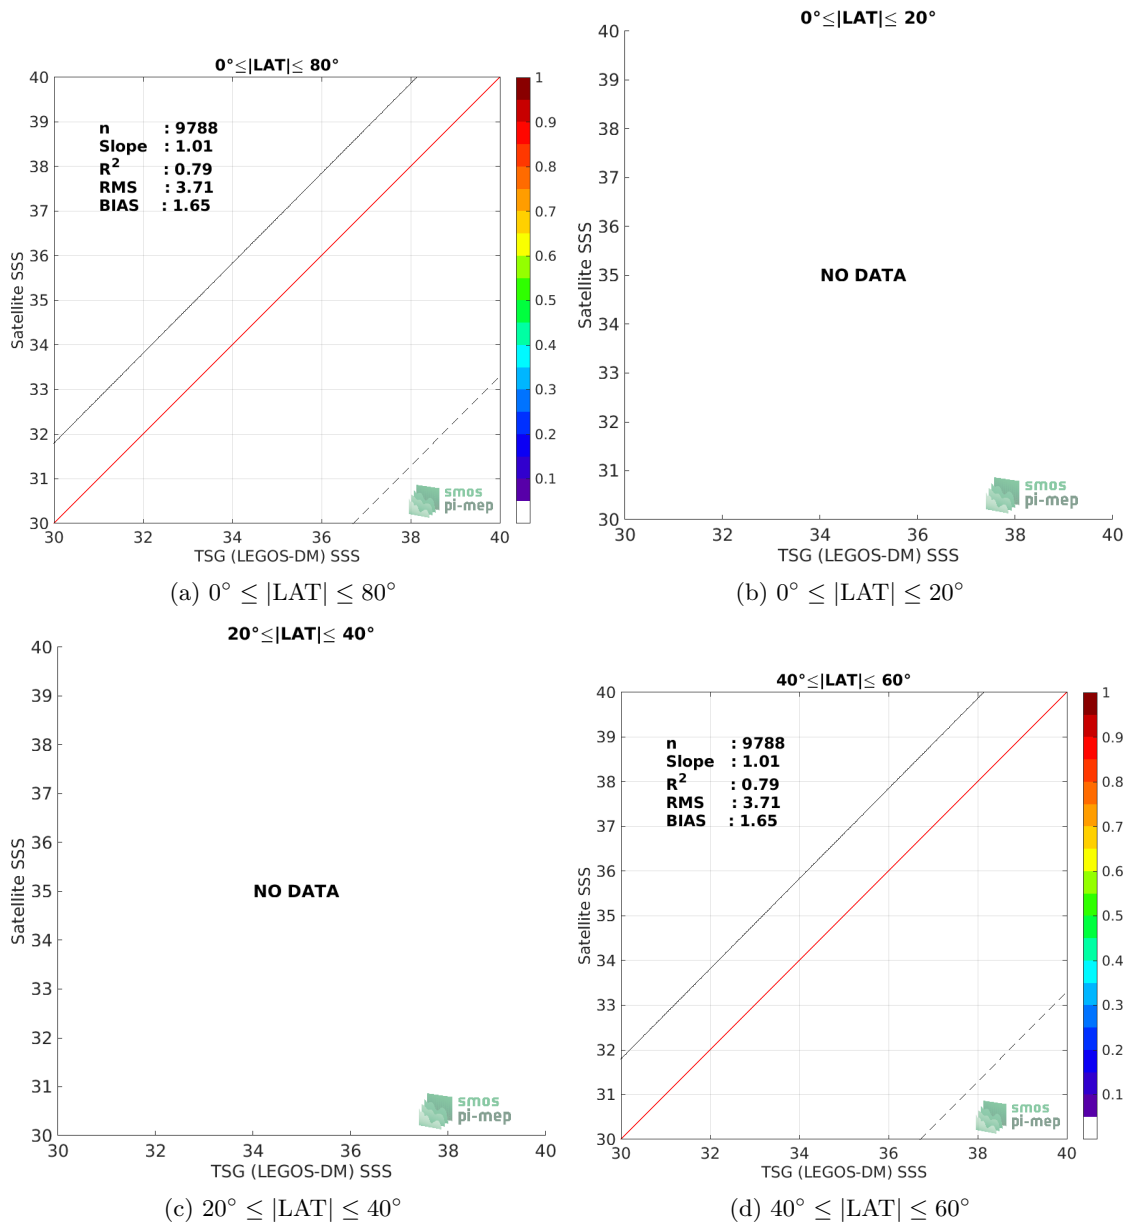 0°≤|LAT|≤ 80°
40
39
38
37
36
35
34
33
32
31
30
n : 9788
Slope : 1.01
R2 : 0.79
RMS : 3.71
BIAS : 1.65
Satellite SSS
smos
pi-mep
30 32 34 36 38 40
TSG (LEGOS-DM) SSS
1
0.9
0.8
0.7
0.6
0.5
0.4
0.3
0.2
0.1
(a) 0° ≤ |LAT| ≤ 80°
0°≤|LAT|≤ 20°
40
39
38
37
36
35
34
33
32
31
30
Satellite SSS
NO DATA
smos
pi-mep
30 32 34 36 38 40
TSG (LEGOS-DM) SSS
(b) 0° ≤ |LAT| ≤ 20°
20°≤|LAT|≤ 40°
40
39
38
37
36
35
34
33
32
31
30
Satellite SSS
NO DATA
smos
pi-mep
30 32 34 36 38 40
TSG (LEGOS-DM) SSS
(c) 20° ≤ |LAT| ≤ 40°
40°≤|LAT|≤ 60°
40
39
38
37
36
35
34
33
32
31
30
n : 9788
Slope : 1.01
R2 : 0.79
RMS : 3.71
BIAS : 1.65
Satellite SSS
smos
pi-mep
30 32 34 36 38 40
TSG (LEGOS-DM) SSS
1
0.9
0.8
0.7
0.6
0.5
0.4
0.3
0.2
0.1
(d) 40° ≤ |LAT| ≤ 60°